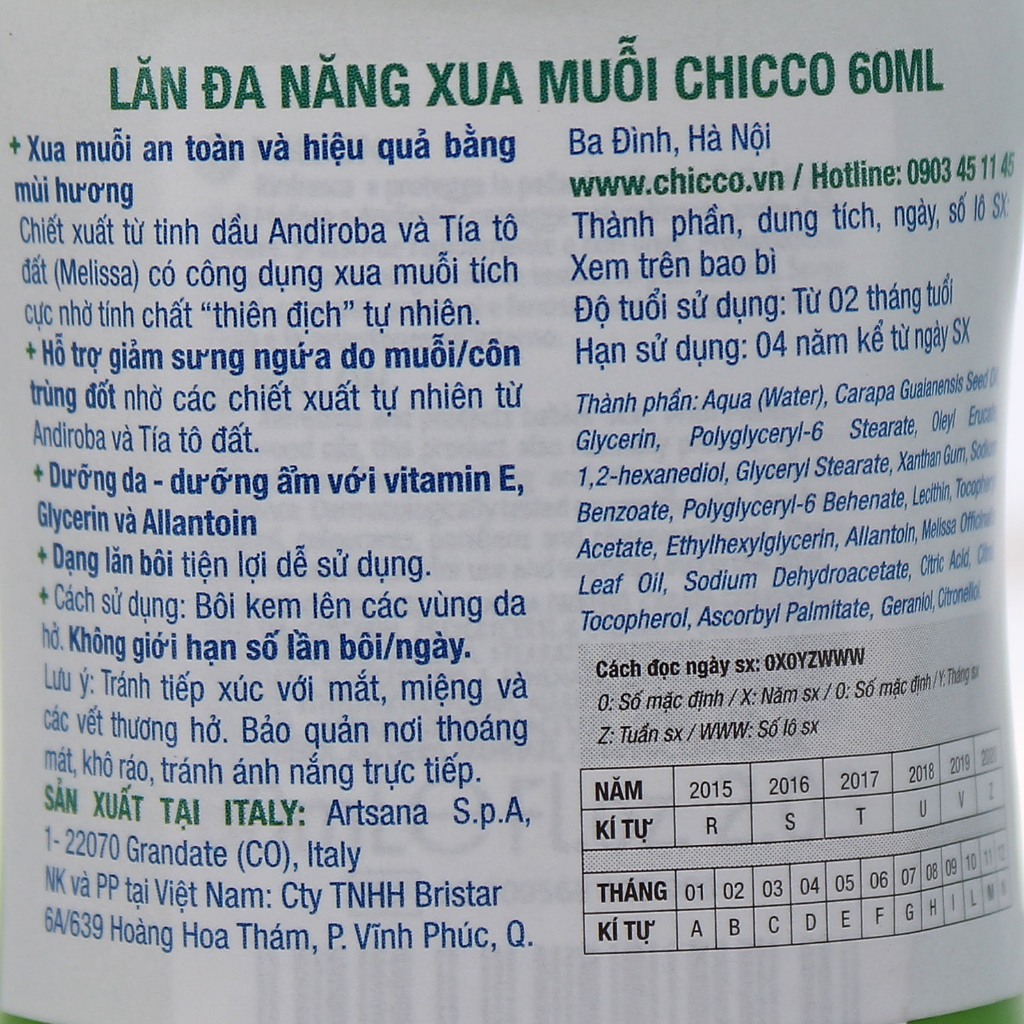 LĂN ĐA NĂNG XUA MUỖI CHICCO 60ML
+ Xua muỗi an toàn và hiệu quả bằng
mùi hương
Chiết xuất từ tinh dầu Andiroba và Tía tô
đất (Melissa) có công dụng xua muỗi tích
cực nhờ tính chất “thiên địch” tự nhiên.
+ Hỗ trợ giảm sưng ngứa do muỗi/côn
trùng đốt nhờ các chiết xuất tự nhiên từ
Andiroba và Tía tô đất.
+ Dưỡng da - dưỡng ẩm với vitamin E,
Glycerin và Allantoin
+ Dạng lăn bôi tiện lợi dễ sử dụng.
+ Cách sử dụng: Bôi kem lên các vùng da
hở. Không giới hạn số lần bôi/ngày.
Lưu ý: Tránh tiếp xúc với mắt, miệng và
các vết thương hở. Bảo quản nơi thoáng
mát, khô ráo, tránh ánh nắng trực tiếp.
SẢN XUẤT TẠI ITALY: Artsana S.p.A,
1- 22070 Grandate (CO), Italy
NK và PP tại Việt Nam: Cty TNHH Bristar
6A/639 Hoàng Hoa Thám, P. Vĩnh Phúc, Q.
Ba Đình, Hà Nội
www.chicco.vn / Hotline: 0903 45 11 45
Thành phần, dung tích, ngày, số lô SX:
Xem trên bao bì
Độ tuổi sử dụng: Từ 02 tháng tuổi
Hạn sử dụng: 04 năm kể từ ngày SX
Thành phần: Aqua (Water), Carapa Guaianensis Seed
Glycerin, Polyglyceryl-6 Stearate, Oleyl
1,2-hexanediol, Glyceryl Stearate, Xanthan Gum, Sodium
Benzoate, Polyglyceryl-6 Behenate, Lecithin,
Acetate, Ethylhexylglycerin, Allantoin, Melissa
Leaf Oil, Sodium Dehydroacetate, Citric Acid,
Tocopherol, Ascorbyl Palmitate, Geraniol, Citronellol.
Cách đọc ngày sx: 0X0YZWWW
0: Số mặc định / X: Năm sx / 0: Số mặc định / Y: Tháng sx
Z: Tuần sx / WWW: Số lô sx
NĂM 2015 2016 2017 2018 2019 2020
KÍ TỰ R S T U V Z
THÁNG 01 02 03 04 05 06 07 08 09 10 11 12
KÍ TỰ A B C D E F G H I L M N